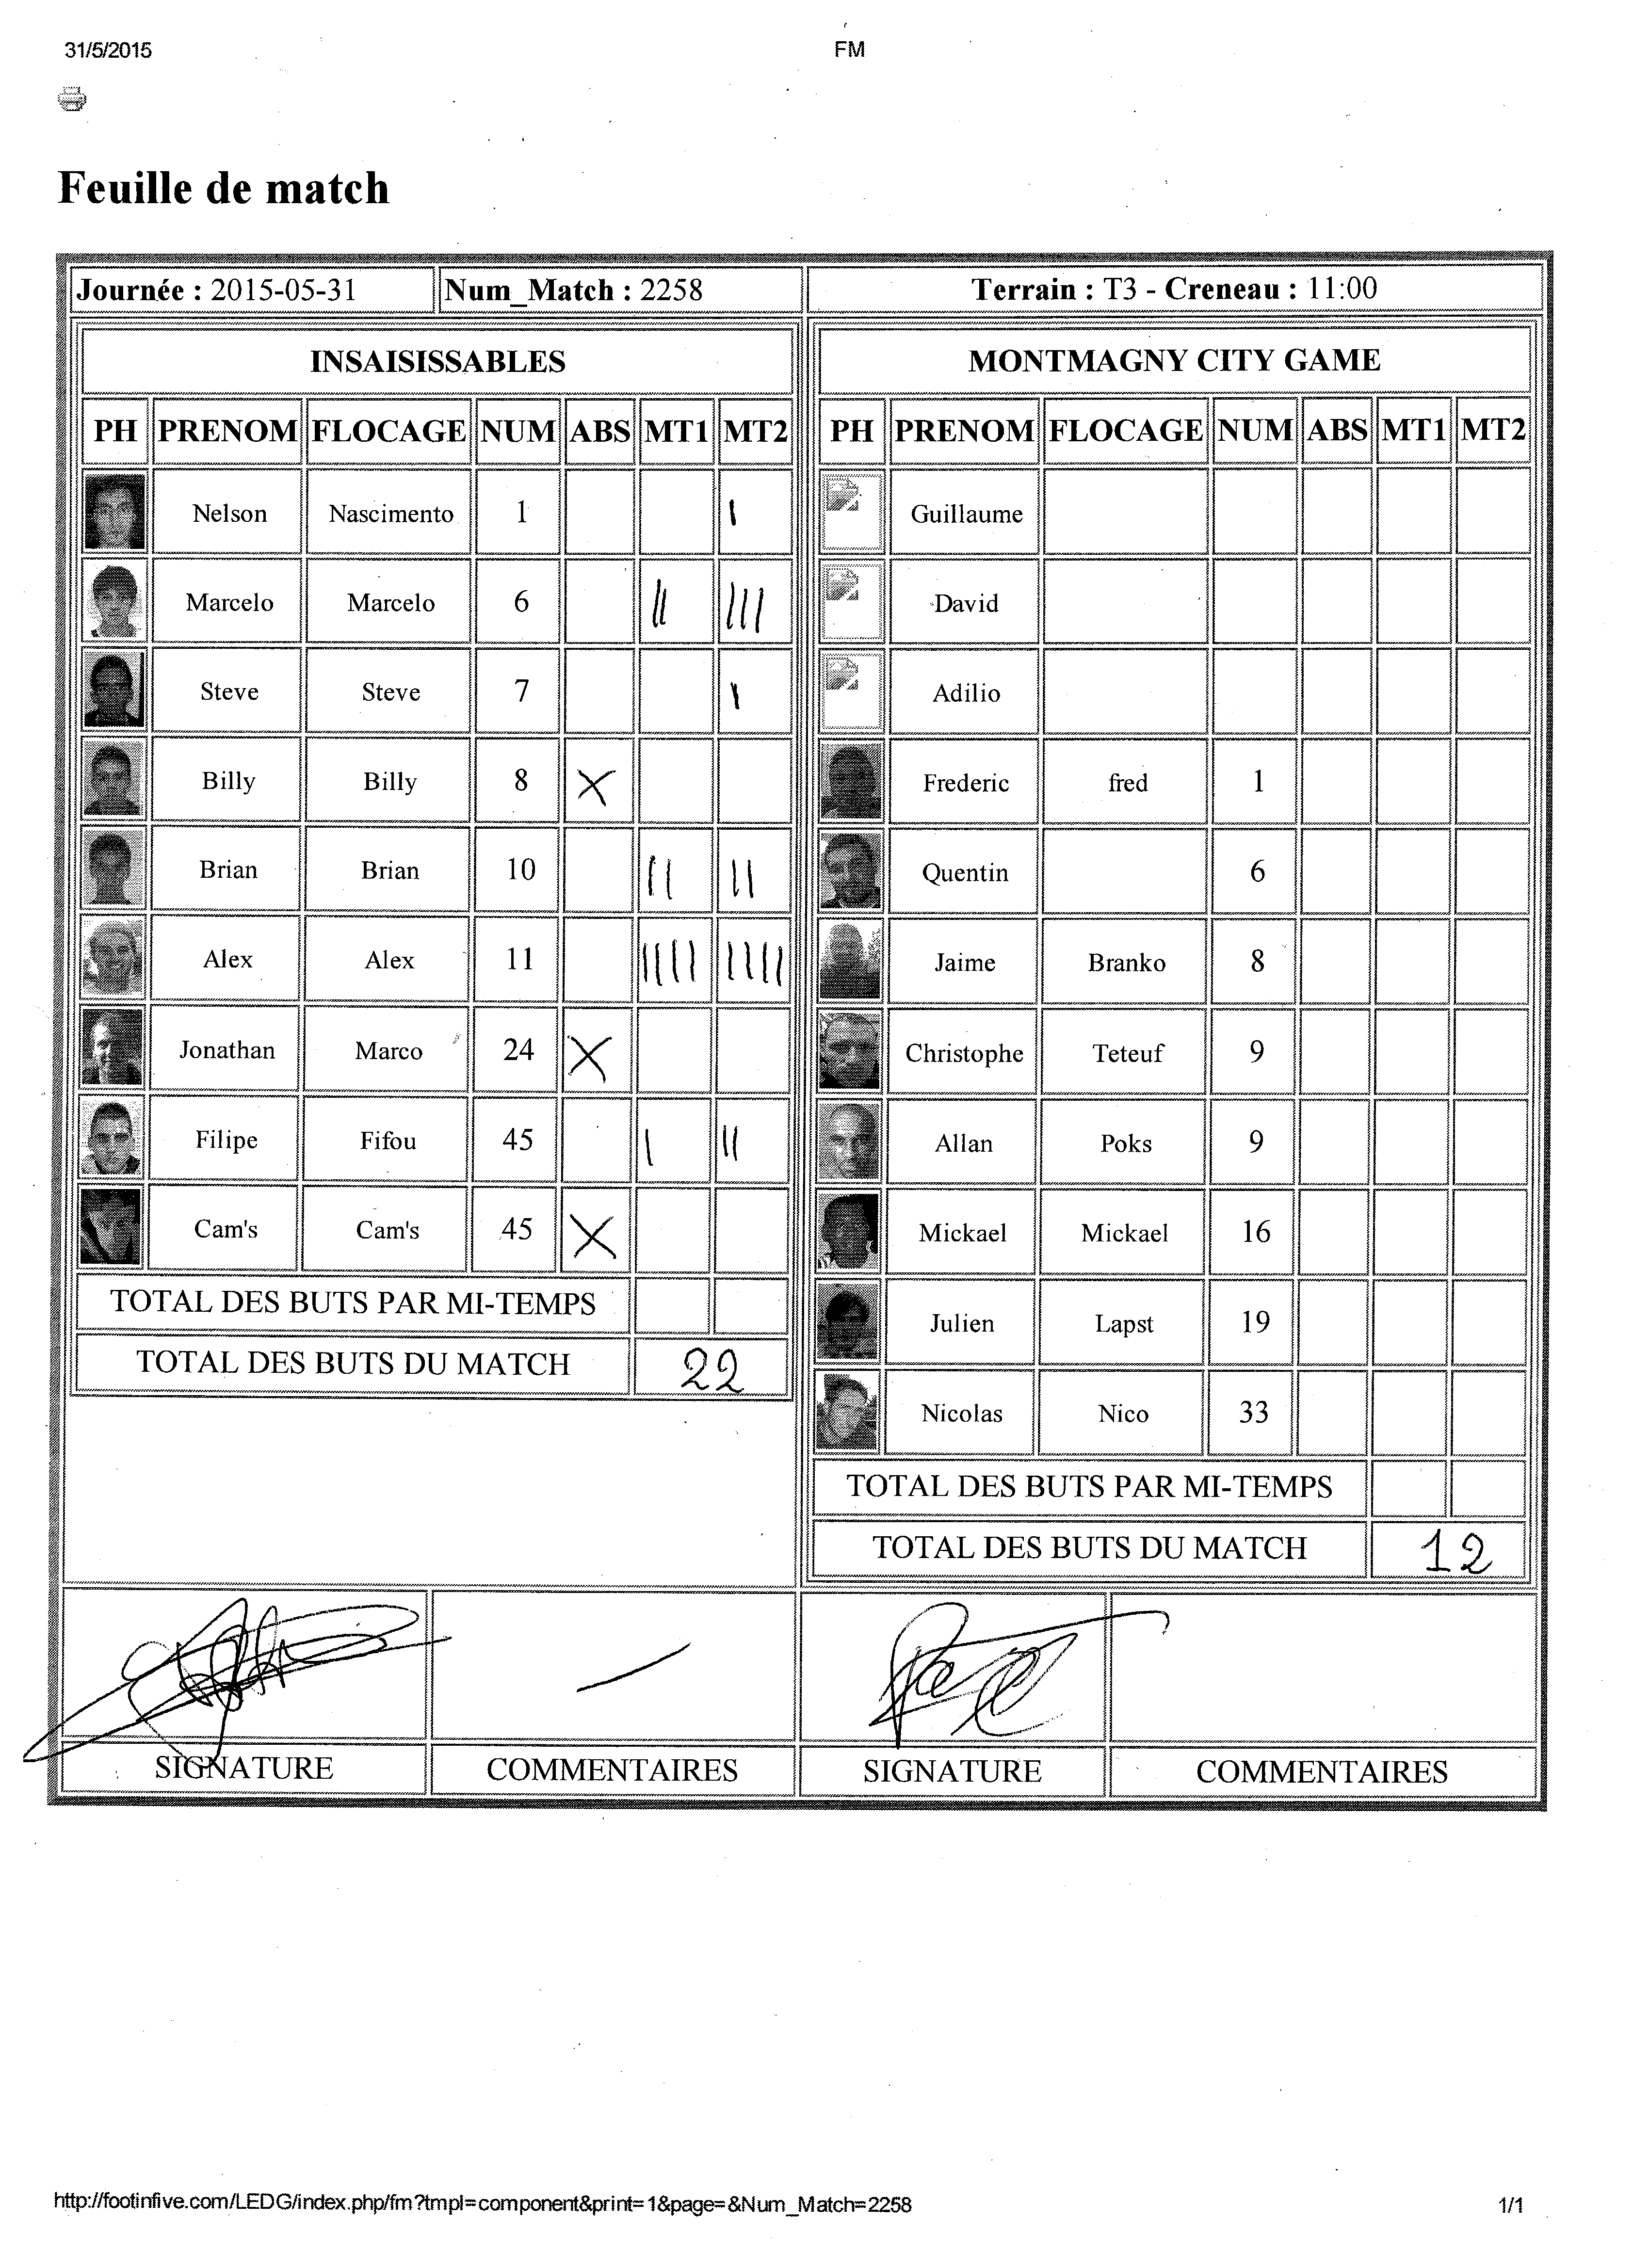 31/5/2015 FM
Feuille de match
Journée : 2015-05-31 Num_Match : 2258 Terrain : T3 - Creneau : 11:00
INSAISISSABLES
PH PRENOM FLOCAGE NUM ABS MT1 MT2
Nelson Nascimento 1 |
Marcelo Marcelo 6 || |||
Steve Steve 7 |
Billy Billy 8 X
Brian Brian 10 || ||
Alex Alex 11 |||| ||||
Jonathan Marco 24 X
Filipe Fifou 45 | ||
Cam's Cam's 45 X
TOTAL DES BUTS PAR MI-TEMPS
TOTAL DES BUTS DU MATCH 22
MONTMAGNY CITY GAME
PH PRENOM FLOCAGE NUM ABS MT1 MT2
Guillaume
David
Adilio
Frederic fred 1
Quentin 6
Jaime Branko 8
Christophe Teteuf 9
Allan Poks 9
Mickael Mickael 16
Julien Lapst 19
Nicolas Nico 33
TOTAL DES BUTS PAR MI-TEMPS
TOTAL DES BUTS DU MATCH 12
SIGNATURE COMMENTAIRES SIGNATURE COMMENTAIRES
http://footinfive.com/LEDG/index.php/fm?tmpl=component&print=1&page=&Num_Match=2258 1/1